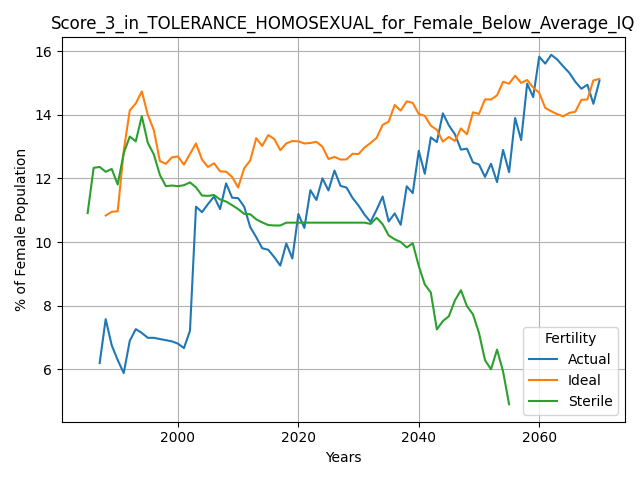 Score_3_in_TOLERANCE_HOMOSEXUAL_for_Female_Below_Average_IQ
% of Female Population
16
14
12
10
8
6
2000 2020 2040 2060
Years
Fertility
Actual
Ideal
Sterile